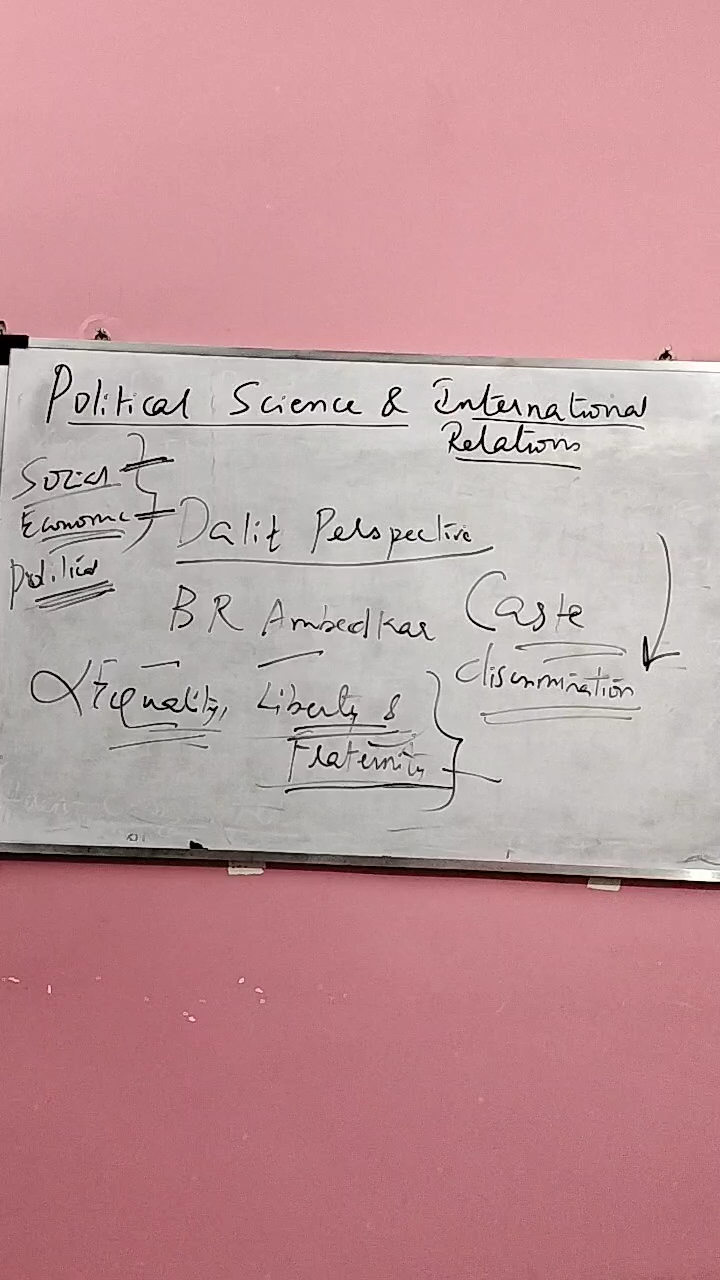 Political Science & International
Relations
Social
Economic
Political
Dalit Perspective
BR Ambedkar
Caste
discrimination
Equality, Liberty &
Fraternity